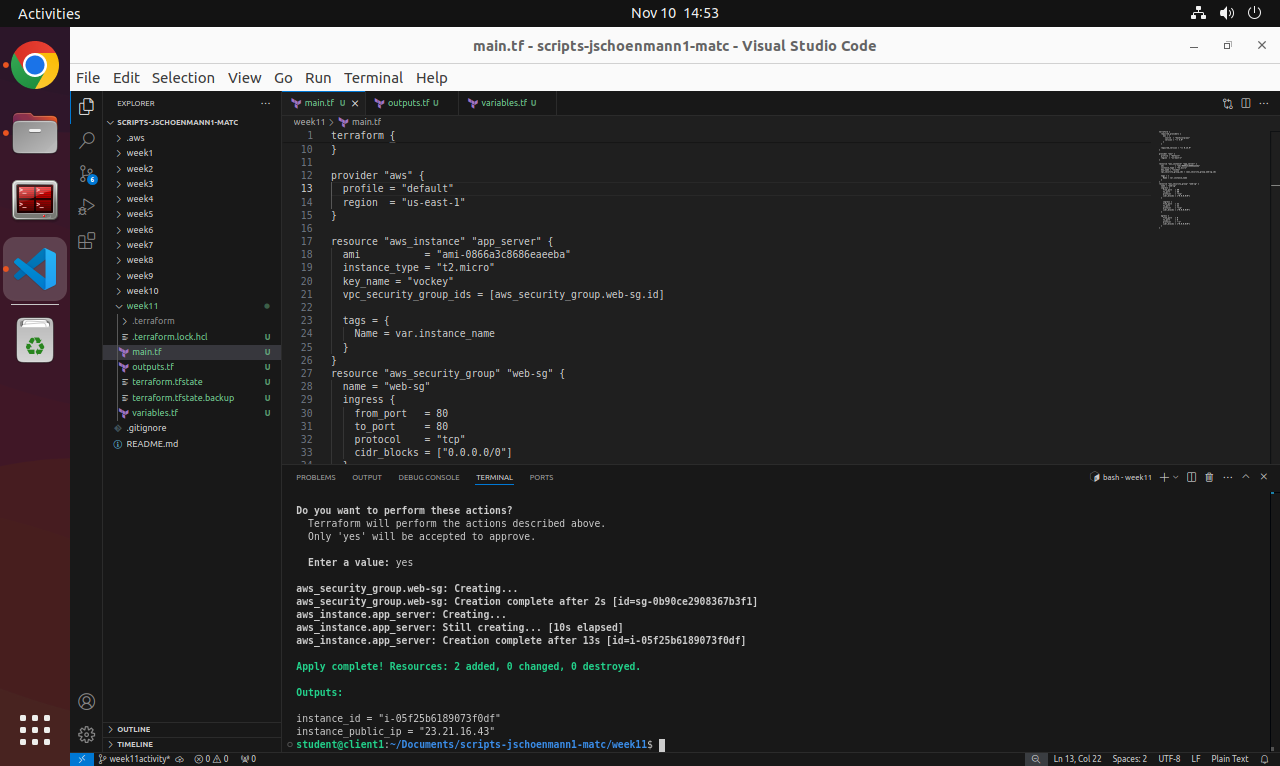 Activities
Nov 10 14:53
main.tf - scripts-jschoenmann1-matc - Visual Studio Code
File Edit Selection View Go Run Terminal Help
EXPLORER
main.tf U
outputs.tf U
variables.tf U
SCRIPTS-JSCHOENMANN1-MATC
.aws
week1
week2
week3
week4
week5
week6
week7
week8
week9
week10
week11
.terraform
.terraform.lock.hcl U
main.tf U
outputs.tf U
terraform.tfstate U
terraform.tfstate.backup U
variables.tf U
.gitignore
README.md
OUTLINE
TIMELINE
6
week11 > main.tf
1 terraform {
10 }
11
12 provider "aws" {
13 profile = "default"
14 region = "us-east-1"
15 }
16
17 resource "aws_instance" "app_server" {
18 ami = "ami-0866a3c8686eaeeba"
19 instance_type = "t2.micro"
20 key_name = "vockey"
21 vpc_security_group_ids = [aws_security_group.web-sg.id]
22
23 tags = {
24 Name = var.instance_name
25 }
26 }
27 resource "aws_security_group" "web-sg" {
28 name = "web-sg"
29 ingress {
30 from_port = 80
31 to_port = 80
32 protocol = "tcp"
33 cidr_blocks = ["0.0.0.0/0"]
PROBLEMS OUTPUT DEBUG CONSOLE TERMINAL PORTS
bash - week11
Do you want to perform these actions?
Terraform will perform the actions described above.
Only 'yes' will be accepted to approve.
Enter a value: yes
aws_security_group.web-sg: Creating...
aws_security_group.web-sg: Creation complete after 2s [id=sg-0b90ce2908367b3f1]
aws_instance.app_server: Creating...
aws_instance.app_server: Still creating... [10s elapsed]
aws_instance.app_server: Creation complete after 13s [id=i-05f25b6189073f0df]
Apply complete! Resources: 2 added, 0 changed, 0 destroyed.
Outputs:
instance_id = "i-05f25b6189073f0df"
instance_public_ip = "23.21.16.43"
student@client1:~/Documents/scripts-jschoenmann1-matc/week11$
week11activity* 0 0 0 Ln 13, Col 22 Spaces: 2 UTF-8 LF Plain Text